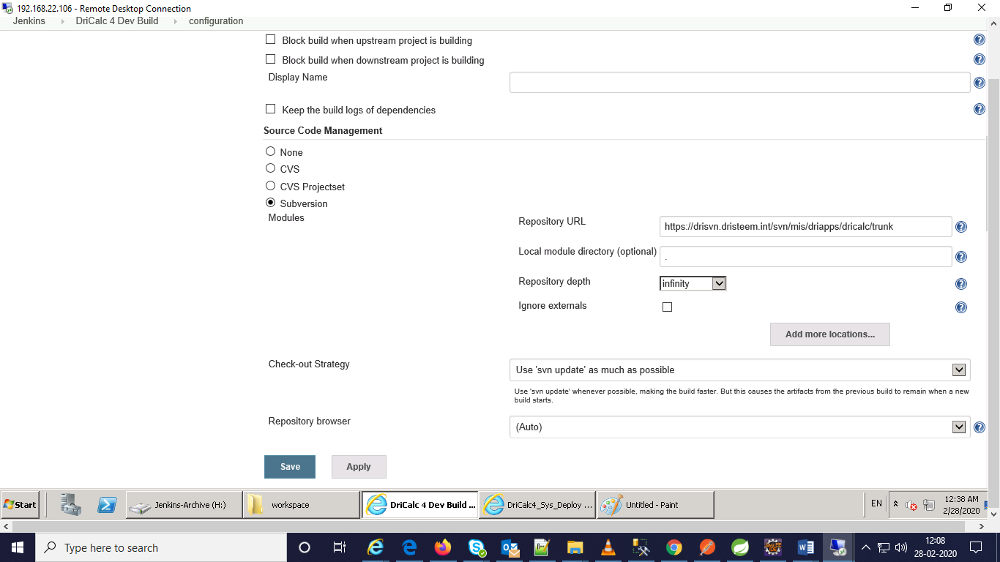 192.168.22.106 - Remote Desktop Connection
Jenkins DriCalc 4 Dev Build configuration
Block build when upstream project is building
Block build when downstream project is building
Display Name
Keep the build logs of dependencies
Source Code Management
None
CVS
CVS Projectset
Subversion
Modules
Repository URL https://drisvn.dristeem.int/svn/mis/driapps/dricalc/trunk
Local module directory (optional) .
Repository depth infinity
Ignore externals
Add more locations...
Check-out Strategy Use 'svn update' as much as possible
Use 'svn update' whenever possible, making the build faster. But this causes the artifacts from the previous build to remain when a new
build starts.
Repository browser (Auto)
Save Apply
Start Jenkins-Archive (H:) workspace DriCalc 4 Dev Build ... DriCalc4_Sys_Deploy ... Untitled - Paint EN 12:38 AM
2/28/2020
Type here to search 12:08
28-02-2020